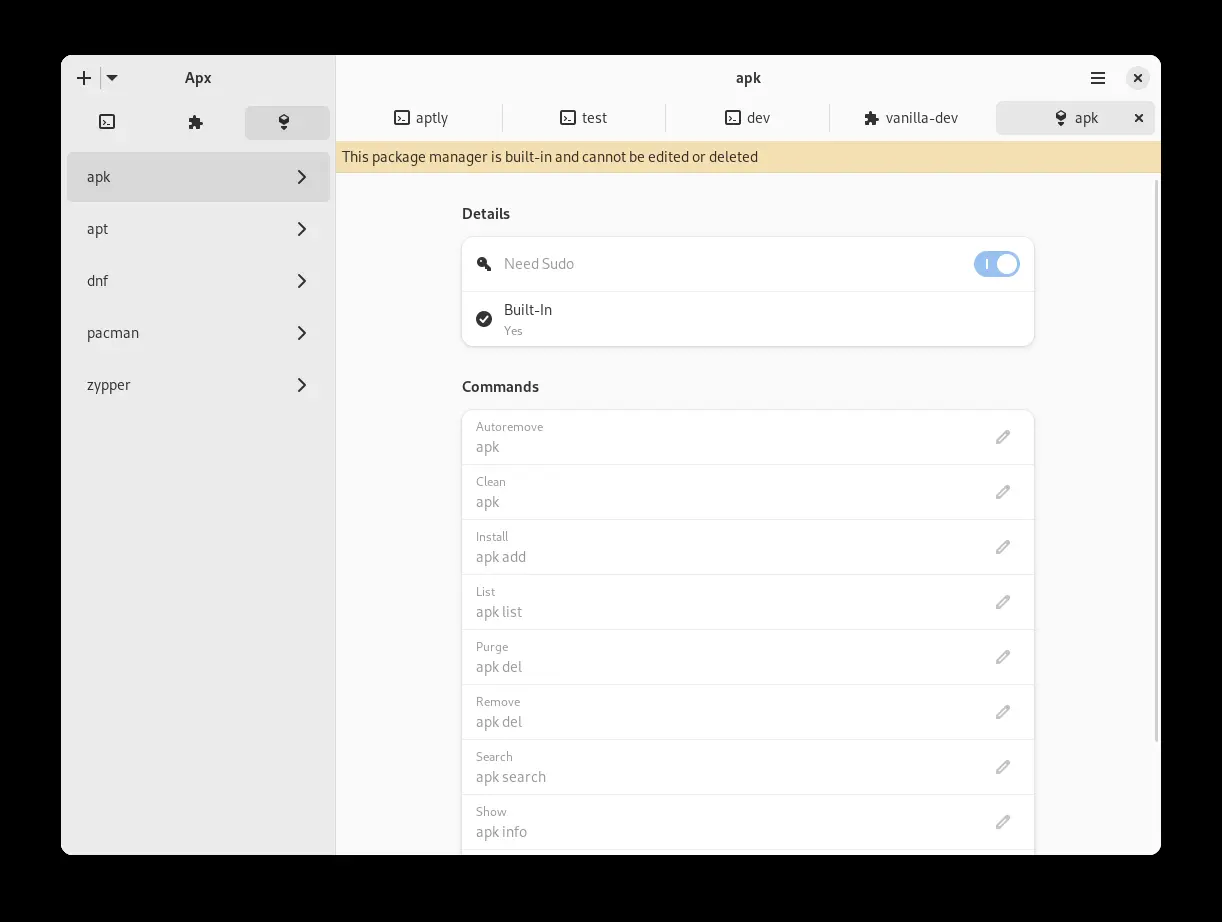 Apx
apk
apt
dnf
pacman
zypper
apk
aptly
test
dev
vanilla-dev
apk
This package manager is built-in and cannot be edited or deleted
Details
Need Sudo
Built-In
Yes
Commands
Autoremove
apk
Clean
apk
Install
apk add
List
apk list
Purge
apk del
Remove
apk del
Search
apk search
Show
apk info